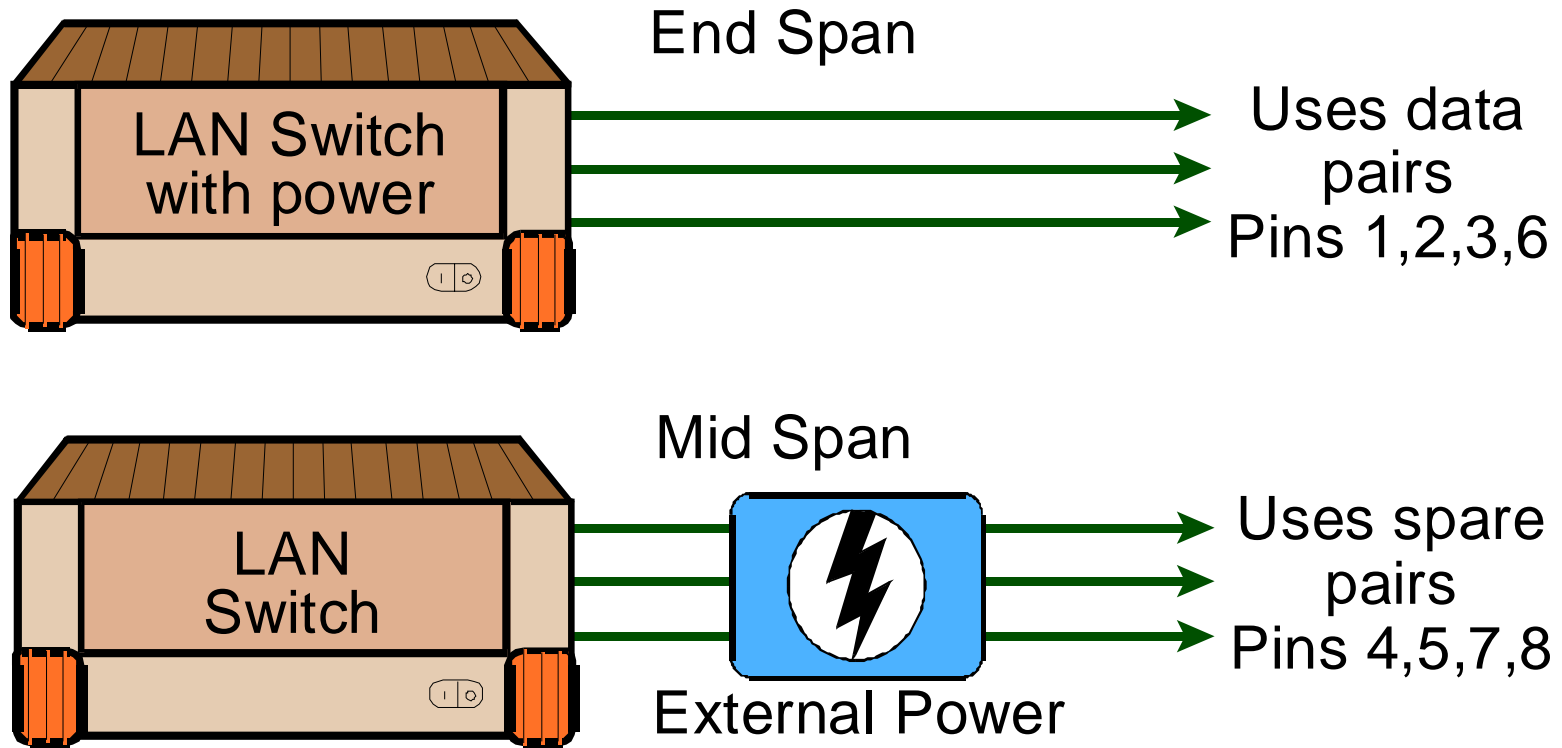 End Span
LAN Switch
with power
Uses data
pairs
Pins 1,2,3,6
Mid Span
LAN
Switch
External Power
Uses spare
pairs
Pins 4,5,7,8